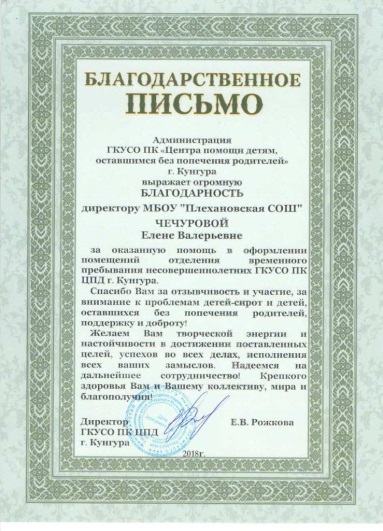 БЛАГОДАРСТВЕННОЕ
ПИСЬМО
Администрация
ГКУСО ПК «Центра помощи детям,
оставшимся без попечения родителей»
г. Кунгура
выражает огромную
БЛАГОДАРНОСТЬ
директору МБОУ "Плехановская СОШ"
ЧЕЧУРОВОЙ
Елене Валерьевне
за оказанную помощь в оформлении
помещений отделения временного
пребывания несовершеннолетних ГКУСО ПК
ЦПД г. Кунгура.
Спасибо Вам за отзывчивость и участие, за
внимание к проблемам детей-сирот и детей,
оставшихся без попечения родителей,
поддержку и доброту!
Желаем Вам творческой энергии и
настойчивости в достижении поставленных
целей, успехов во всех делах, исполнения
всех ваших замыслов. Надеемся на
дальнейшее сотрудничество! Крепкого
здоровья Вам и Вашему коллективу, мира и
благополучия!
Директор
ГКУСО ПК ЦПД Е.В. Рожкова
г. Кунгура
2018г.